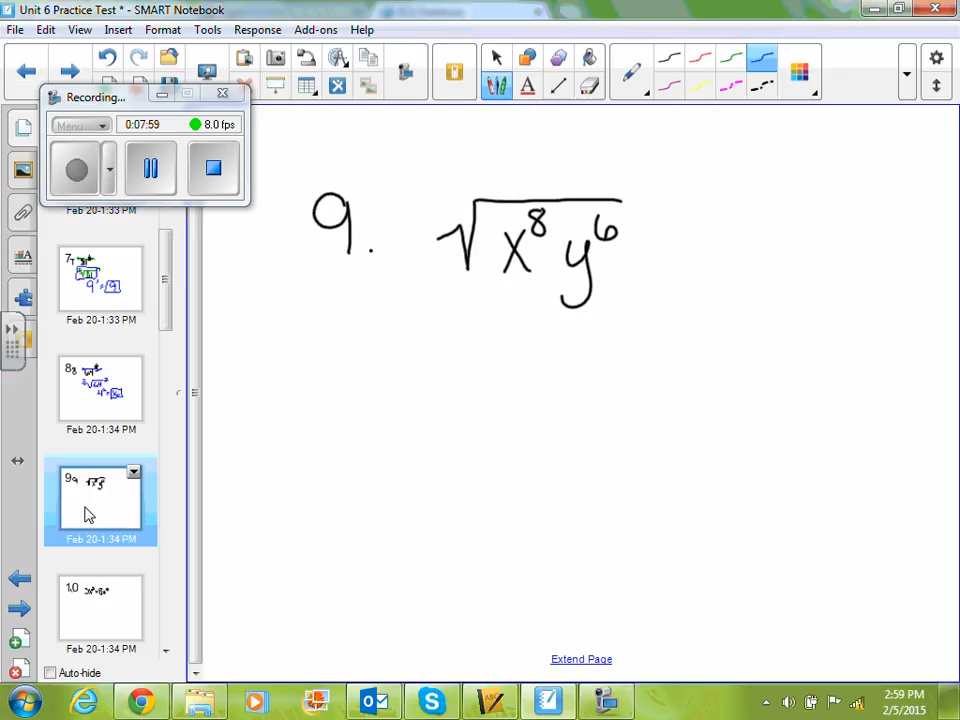 Unit 6 Practice Test * - SMART Notebook
File Edit View Insert Format Tools Response Add-ons Help
Recording...
Menu 0:07:59 8.0 fps
Feb 20-1:33 PM
Feb 20-1:33 PM
Feb 20-1:34 PM
Feb 20-1:34 PM
Feb 20-1:34 PM
Auto-hide
9. √x⁸y⁶
Extend Page
2:59 PM
2/5/2015